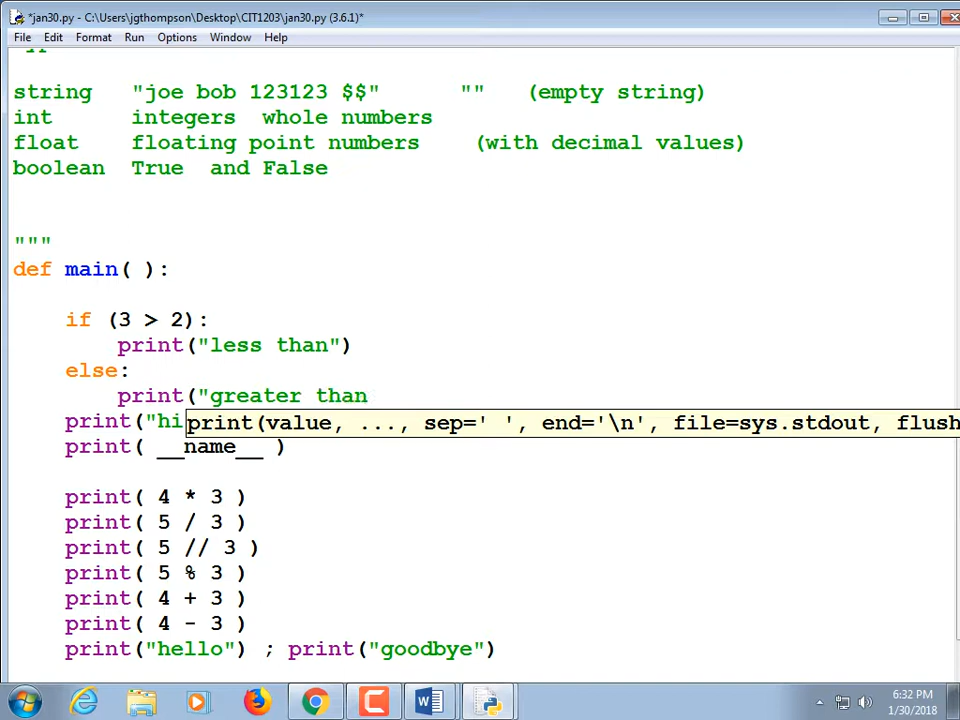 *jan30.py - C:\Users\jgthompson\Desktop\CIT1203\jan30.py (3.6.1)*
File Edit Format Run Options Window Help
string "joe bob 123123 $$" "" (empty string)
int integers whole numbers
float floating point numbers (with decimal values)
boolean True and False
"""
def main( ):
if (3 > 2):
print("less than")
else:
print("greater than
print("hi
print(value, ..., sep=' ', end='\n', file=sys.stdout, flush
print( __name__ )
print( 4 * 3 )
print( 5 / 3 )
print( 5 // 3 )
print( 5 % 3 )
print( 4 + 3 )
print( 4 - 3 )
print("hello") ; print("goodbye")
6:32 PM
1/30/2018